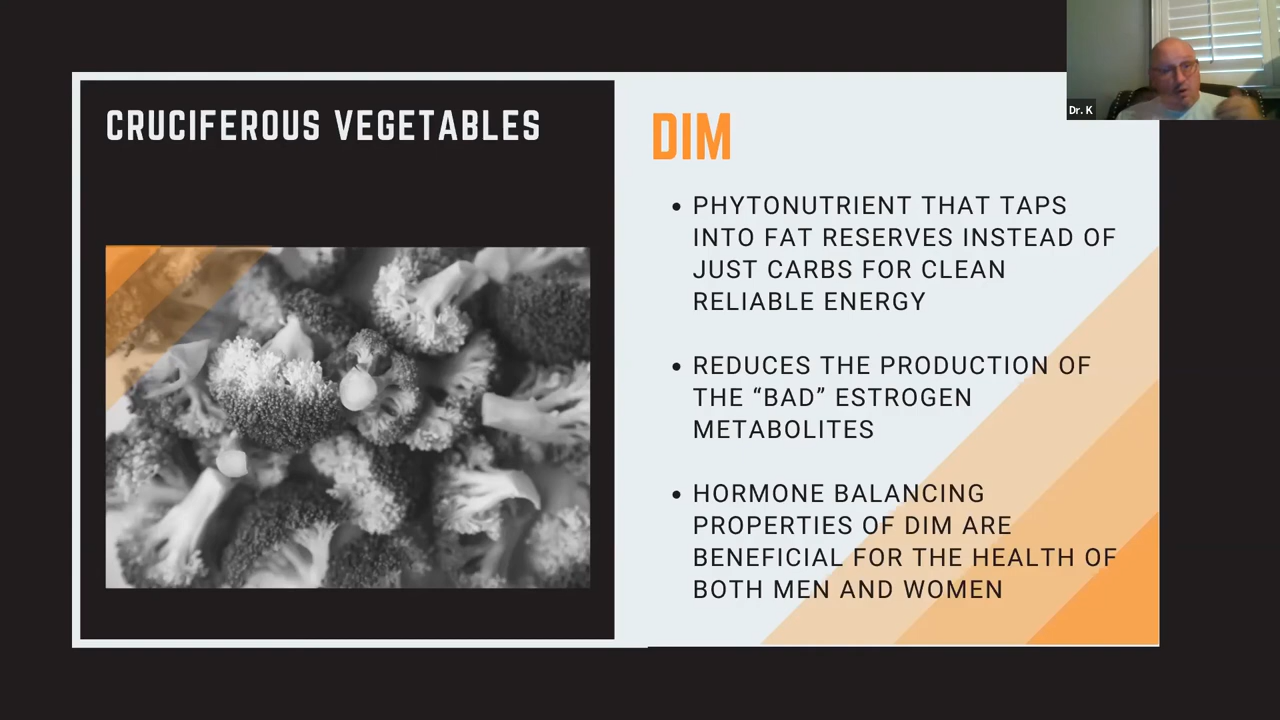 CRUCIFEROUS VEGETABLES
DIM
• PHYTONUTRIENT THAT TAPS
INTO FAT RESERVES INSTEAD OF
JUST CARBS FOR CLEAN
RELIABLE ENERGY
• REDUCES THE PRODUCTION OF
THE “BAD” ESTROGEN
METABOLITES
• HORMONE BALANCING
PROPERTIES OF DIM ARE
BENEFICIAL FOR THE HEALTH OF
BOTH MEN AND WOMEN
Dr. K